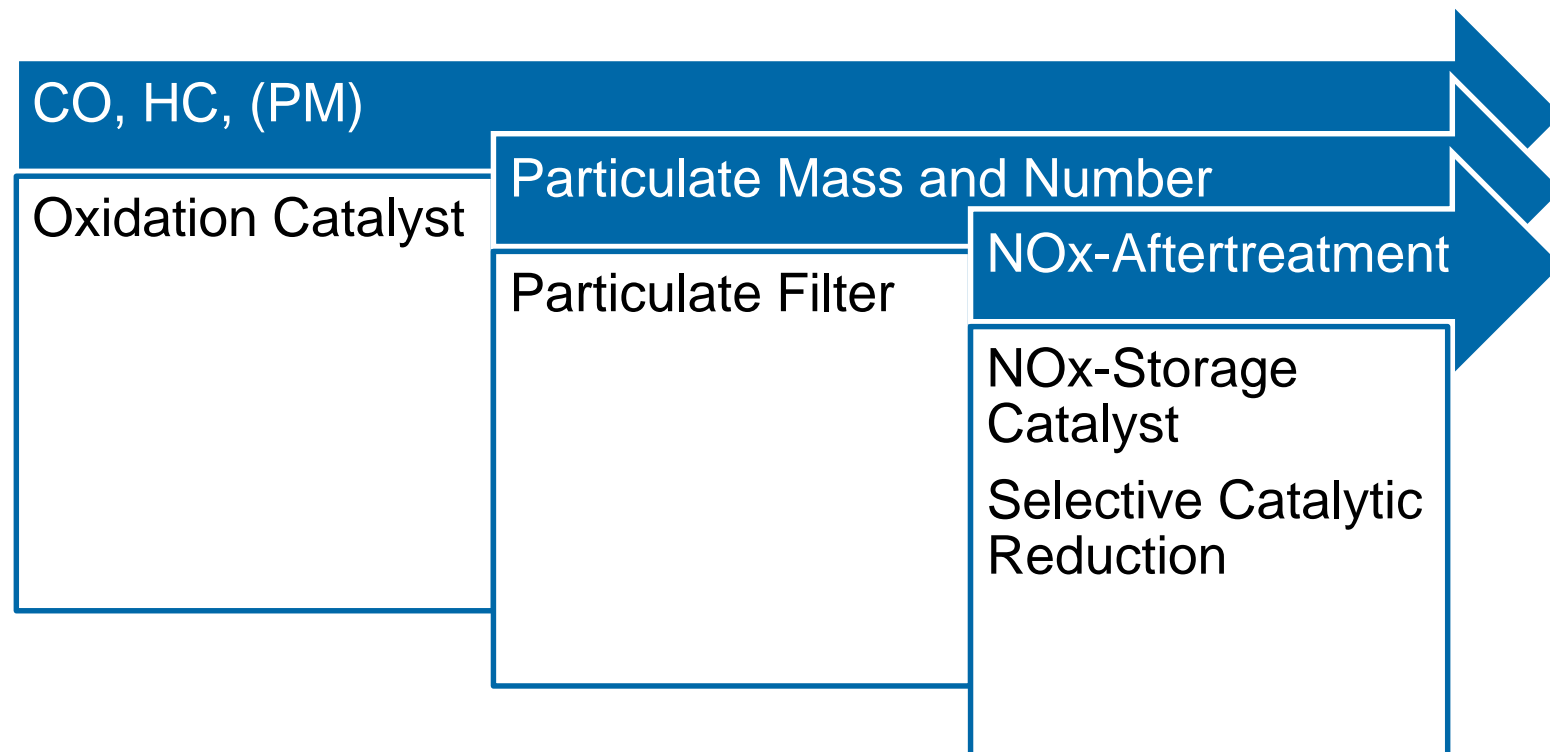 CO, HC, (PM)
Oxidation Catalyst
Particulate Mass and Number
Particulate Filter
NOx-Aftertreatment
NOx-Storage
Catalyst
Selective Catalytic
Reduction